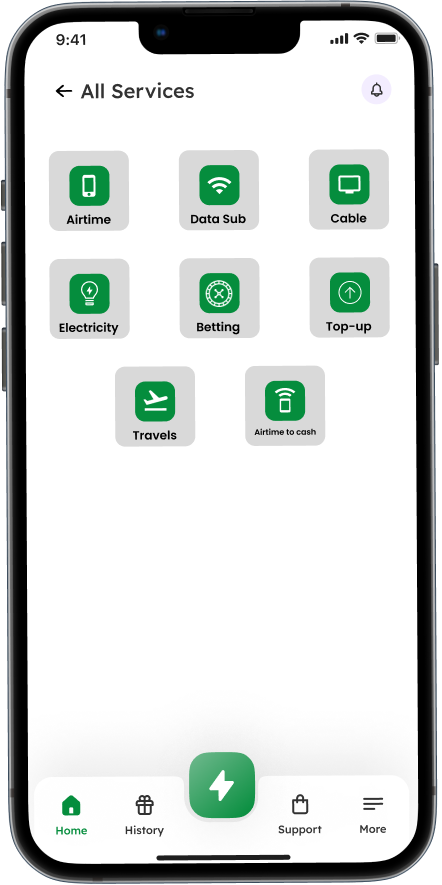 9:41
All Services
Airtime
Data Sub
Cable
Electricity
Betting
Top-up
Travels
Airtime to cash
Home
History
Support
More